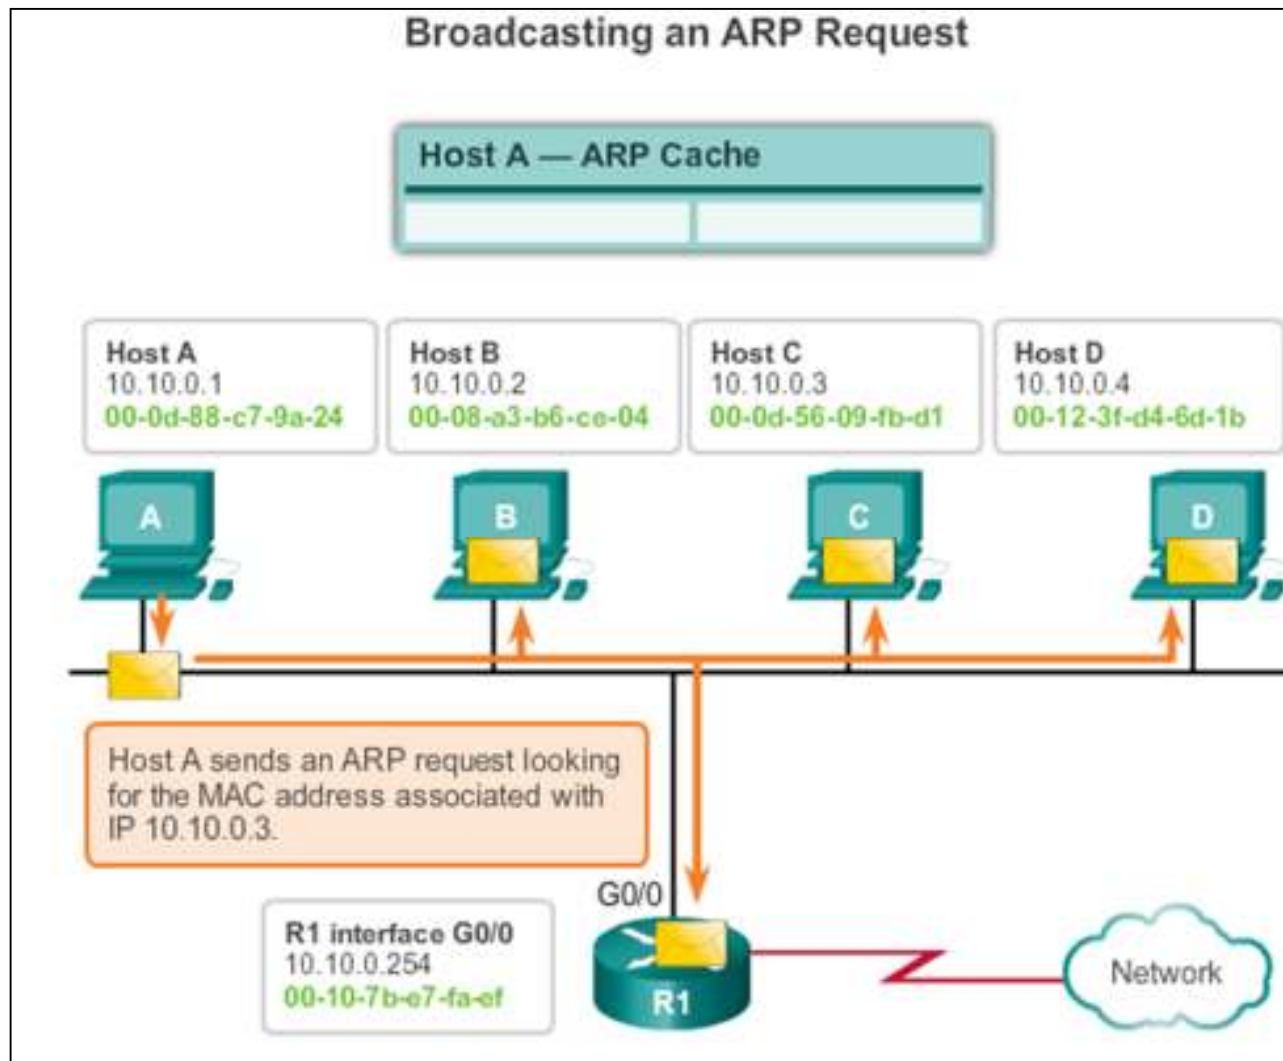 Broadcasting an ARP Request
Host A — ARP Cache
Host A
10.10.0.1
00-0d-88-c7-9a-24
Host B
10.10.0.2
00-08-a3-b6-ce-04
Host C
10.10.0.3
00-0d-56-09-fb-d1
Host D
10.10.0.4
00-12-3f-d4-6d-1b
A
B
C
D
Host A sends an ARP request looking
for the MAC address associated with
IP 10.10.0.3.
G0/0
R1 interface G0/0
10.10.0.254
00-10-7b-e7-fa-ef
R1
Network